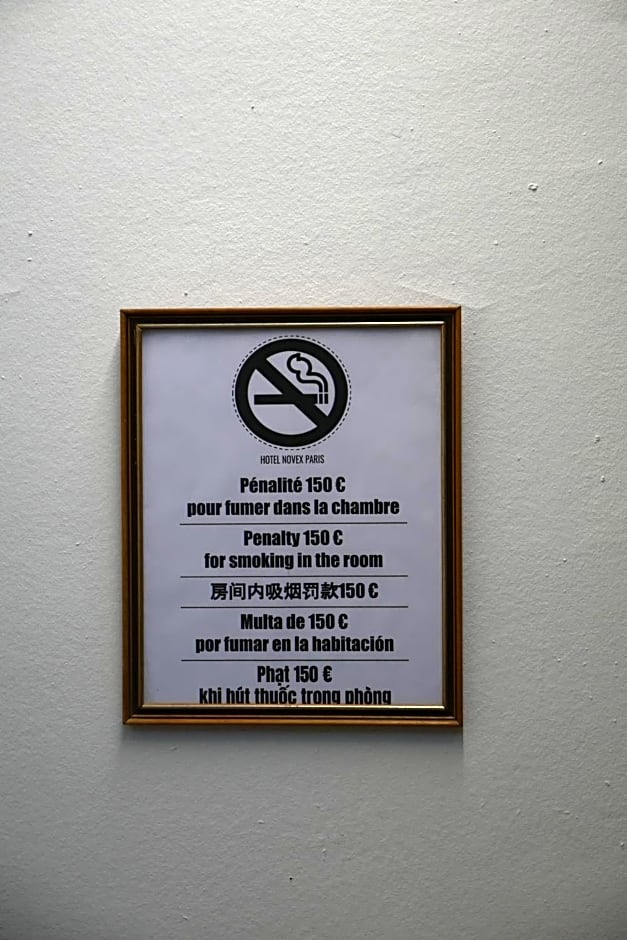 HOTEL NOVEX PARIS
Pénalité 150 €
pour fumer dans la chambre
Penalty 150 €
for smoking in the room
房间内吸烟罚款150 €
Multa de 150 €
por fumar en la habitación
Phạt 150 €
khi hút thuốc trong phòng